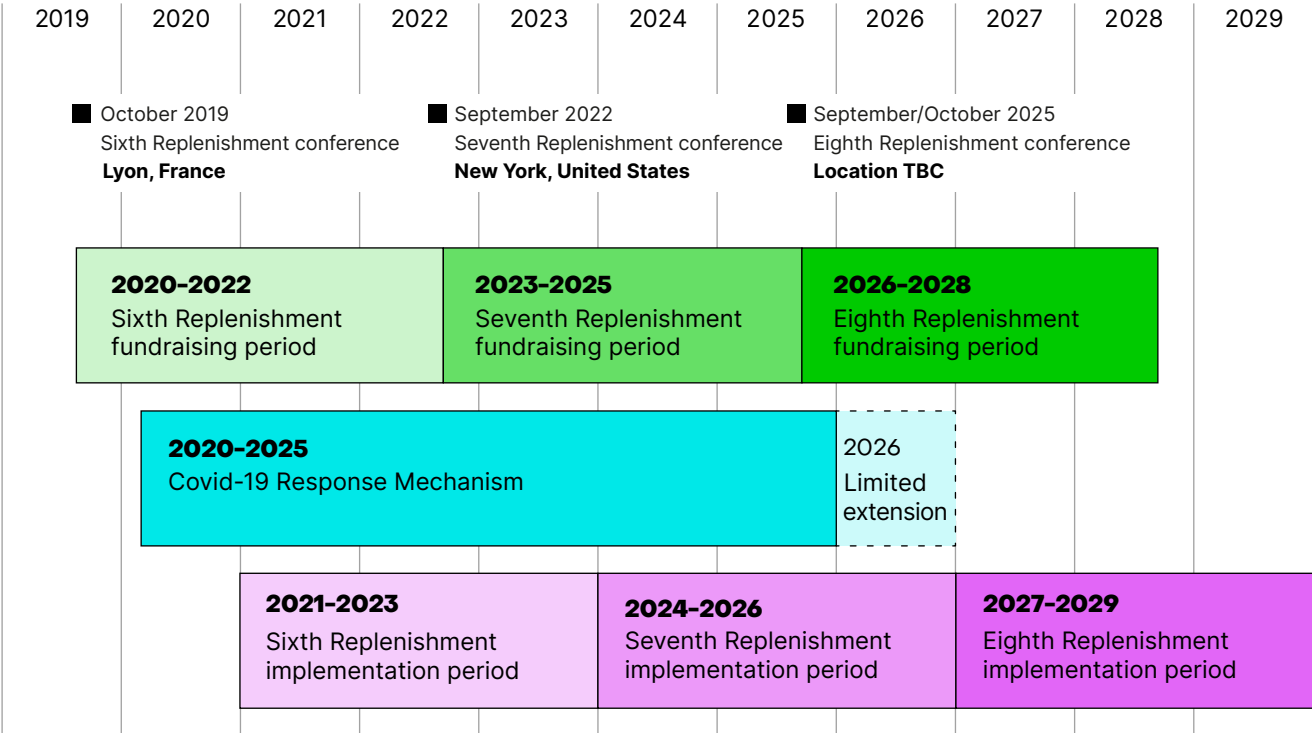 2019 2020 2021 2022 2023 2024 2025 2026 2027 2028 2029
October 2019
Sixth Replenishment conference
Lyon, France
September 2022
Seventh Replenishment conference
New York, United States
September/October 2025
Eighth Replenishment conference
Location TBC
2020-2022
Sixth Replenishment
fundraising period
2023-2025
Seventh Replenishment
fundraising period
2026-2028
Eighth Replenishment
fundraising period
2020-2025
Covid-19 Response Mechanism
2026
Limited
extension
2021-2023
Sixth Replenishment
implementation period
2024-2026
Seventh Replenishment
implementation period
2027-2029
Eighth Replenishment
implementation period